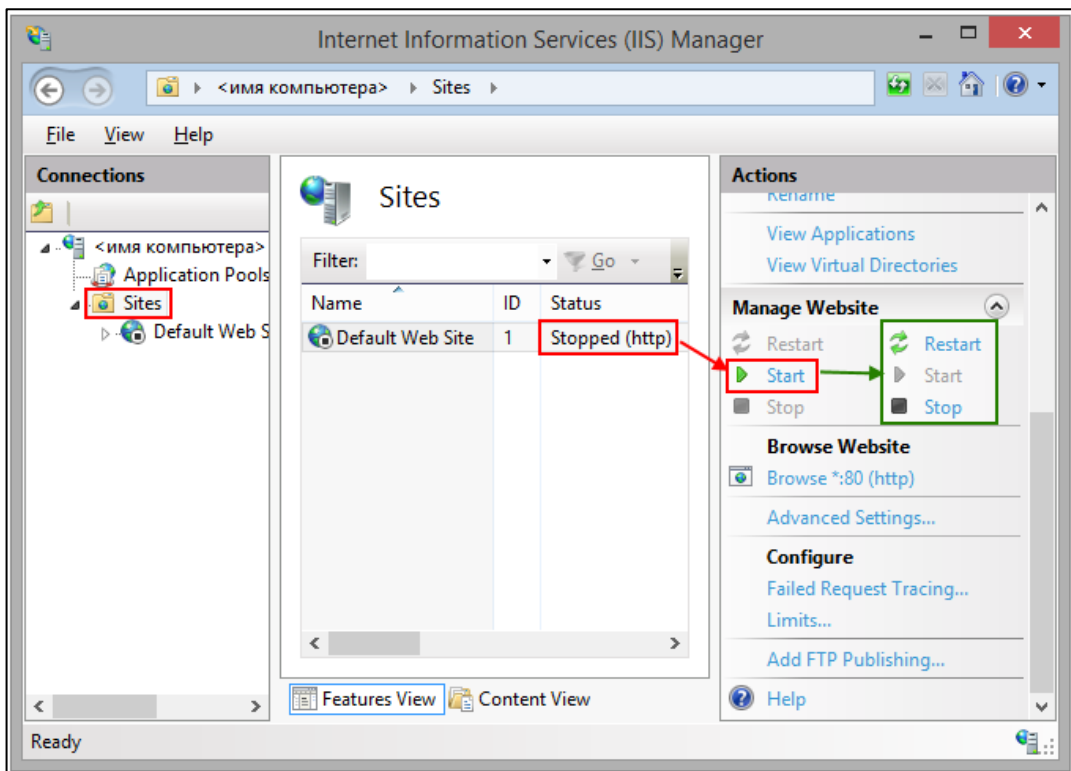 Internet Information Services (IIS) Manager
<имя компьютера> Sites
File View Help
Connections
<имя компьютера>
Application Pools
Sites
Default Web S
Sites
Filter: Go
Name ID Status
Default Web Site 1 Stopped (http)
Features View Content View
Actions
Rename
View Applications
View Virtual Directories
Manage Website
Restart Restart
Start Start
Stop Stop
Browse Website
Browse *:80 (http)
Advanced Settings...
Configure
Failed Request Tracing...
Limits...
Add FTP Publishing...
Help
Ready